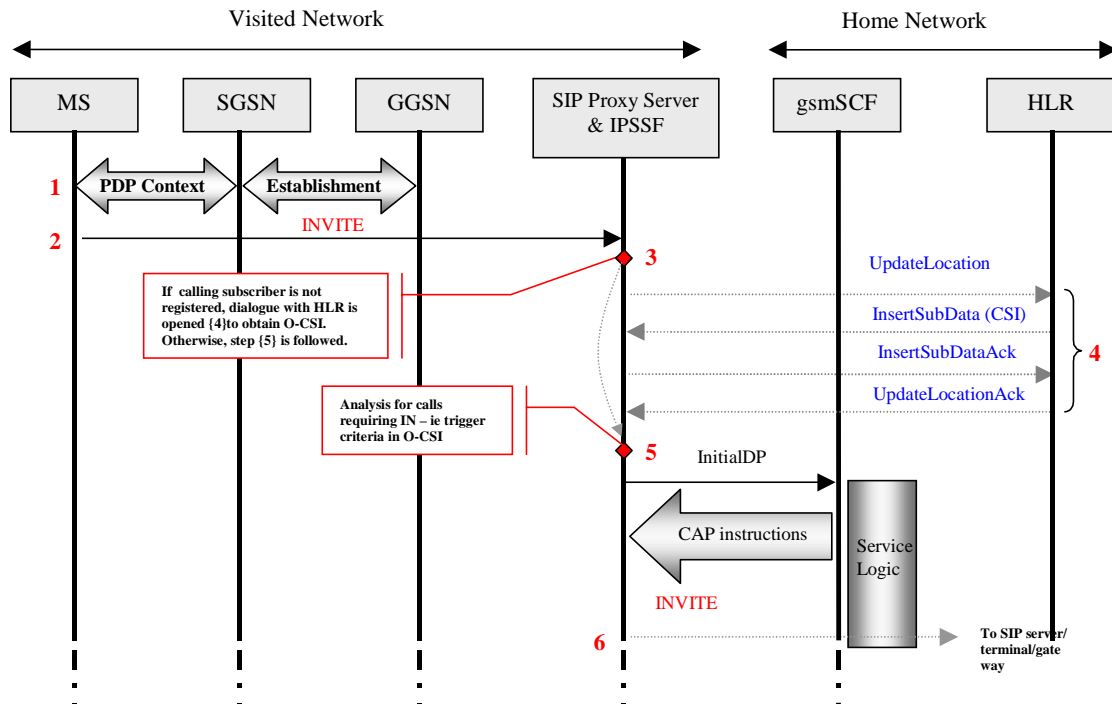 Visited Network
Home Network
MS
SGSN
GGSN
SIP Proxy Server
& IPSSF
gsmSCF
HLR
1
PDP Context
Establishment
2
INVITE
3
UpdateLocation
If calling subscriber is not
registered, dialogue with HLR is
opened {4}to obtain O-CSI.
Otherwise, step {5} is followed.
InsertSubData (CSI)
InsertSubDataAck
4
UpdateLocationAck
Analysis for calls
requiring IN – ie trigger
criteria in O-CSI
5
InitialDP
CAP instructions
Service
Logic
INVITE
6
To SIP server/
terminal/gate
way